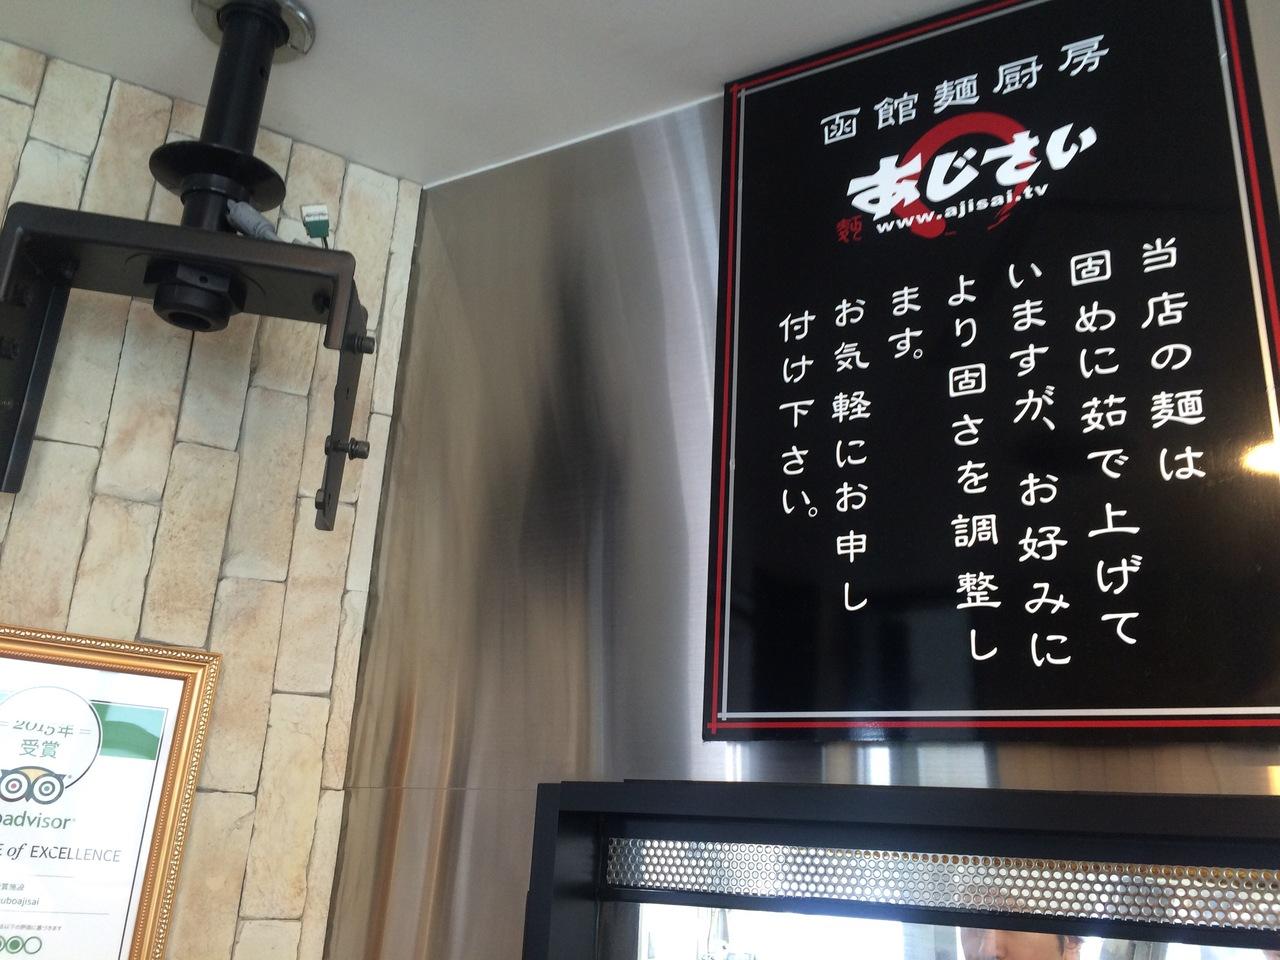 函館麺厨房
あじさい
www.ajisai.tv
当店の麺は
固めに茹で上げて
いますが、お好みに
より固さを調整し
ます。
お気軽にお申し
付け下さい。
2015年
受賞
padvisor
E of EXCELLENCE
uboajisai